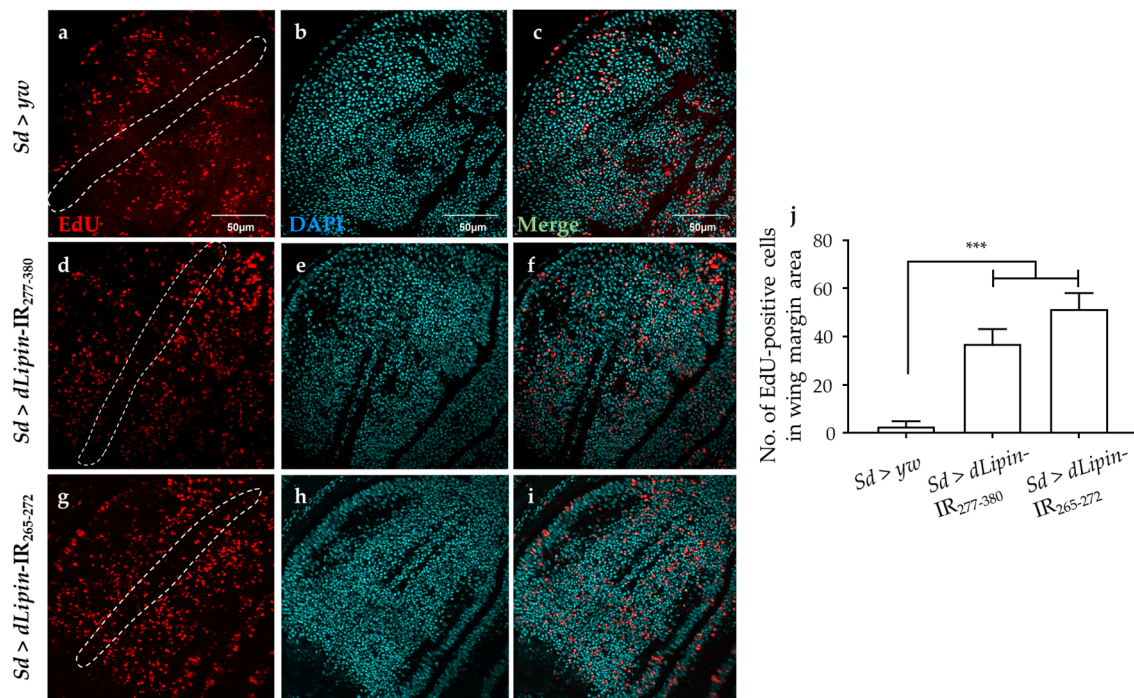 Sd > yw
a
b
c
EdU
50µm
DAPI
50µm
Merge
50µm
Sd > dLipin-IR277-380
d
e
f
Sd > dLipin-IR265-272
g
h
i
j
No. of EdU-positive cells
in wing margin area
80
60
40
20
0
***
Sd > yw
Sd > dLipin-
IR277-380
Sd > dLipin-
IR265-272